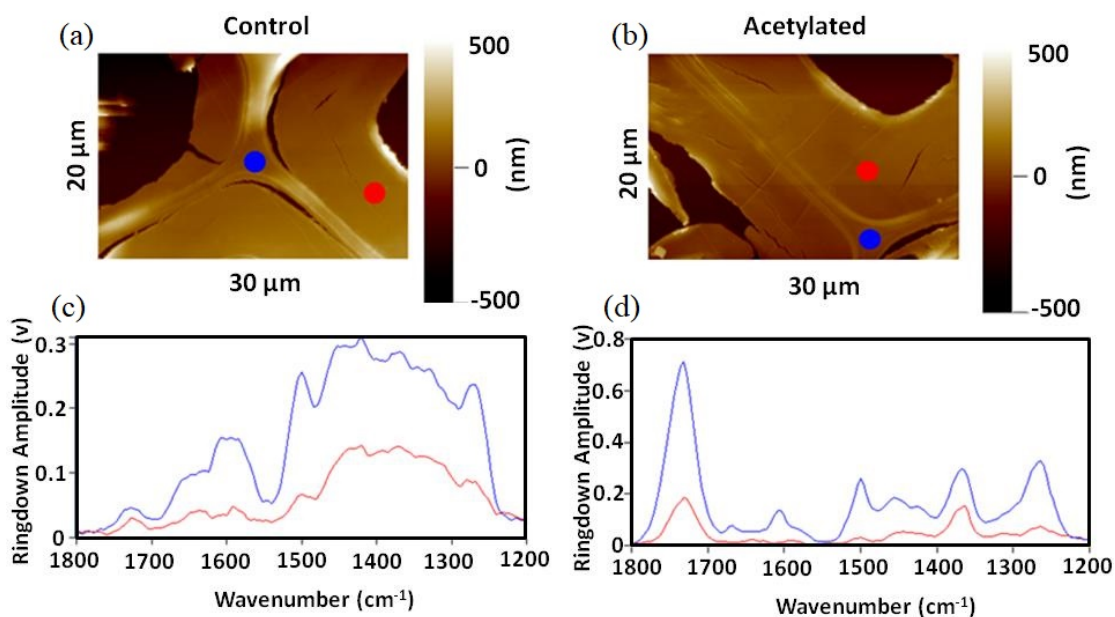 (a) Control
500
0
-500
(nm)
20 μm
30 μm
(b) Acetylated
500
0
-500
(nm)
20 μm
30 μm
(c)
Ringdown Amplitude (v)
0.3
0.2
0.1
0
1800 1700 1600 1500 1400 1300 1200
Wavenumber (cm⁻¹)
(d)
Ringdown Amplitude (v)
0.8
0.6
0.4
0.2
0
1800 1700 1600 1500 1400 1300 1200
Wavenumber (cm⁻¹)